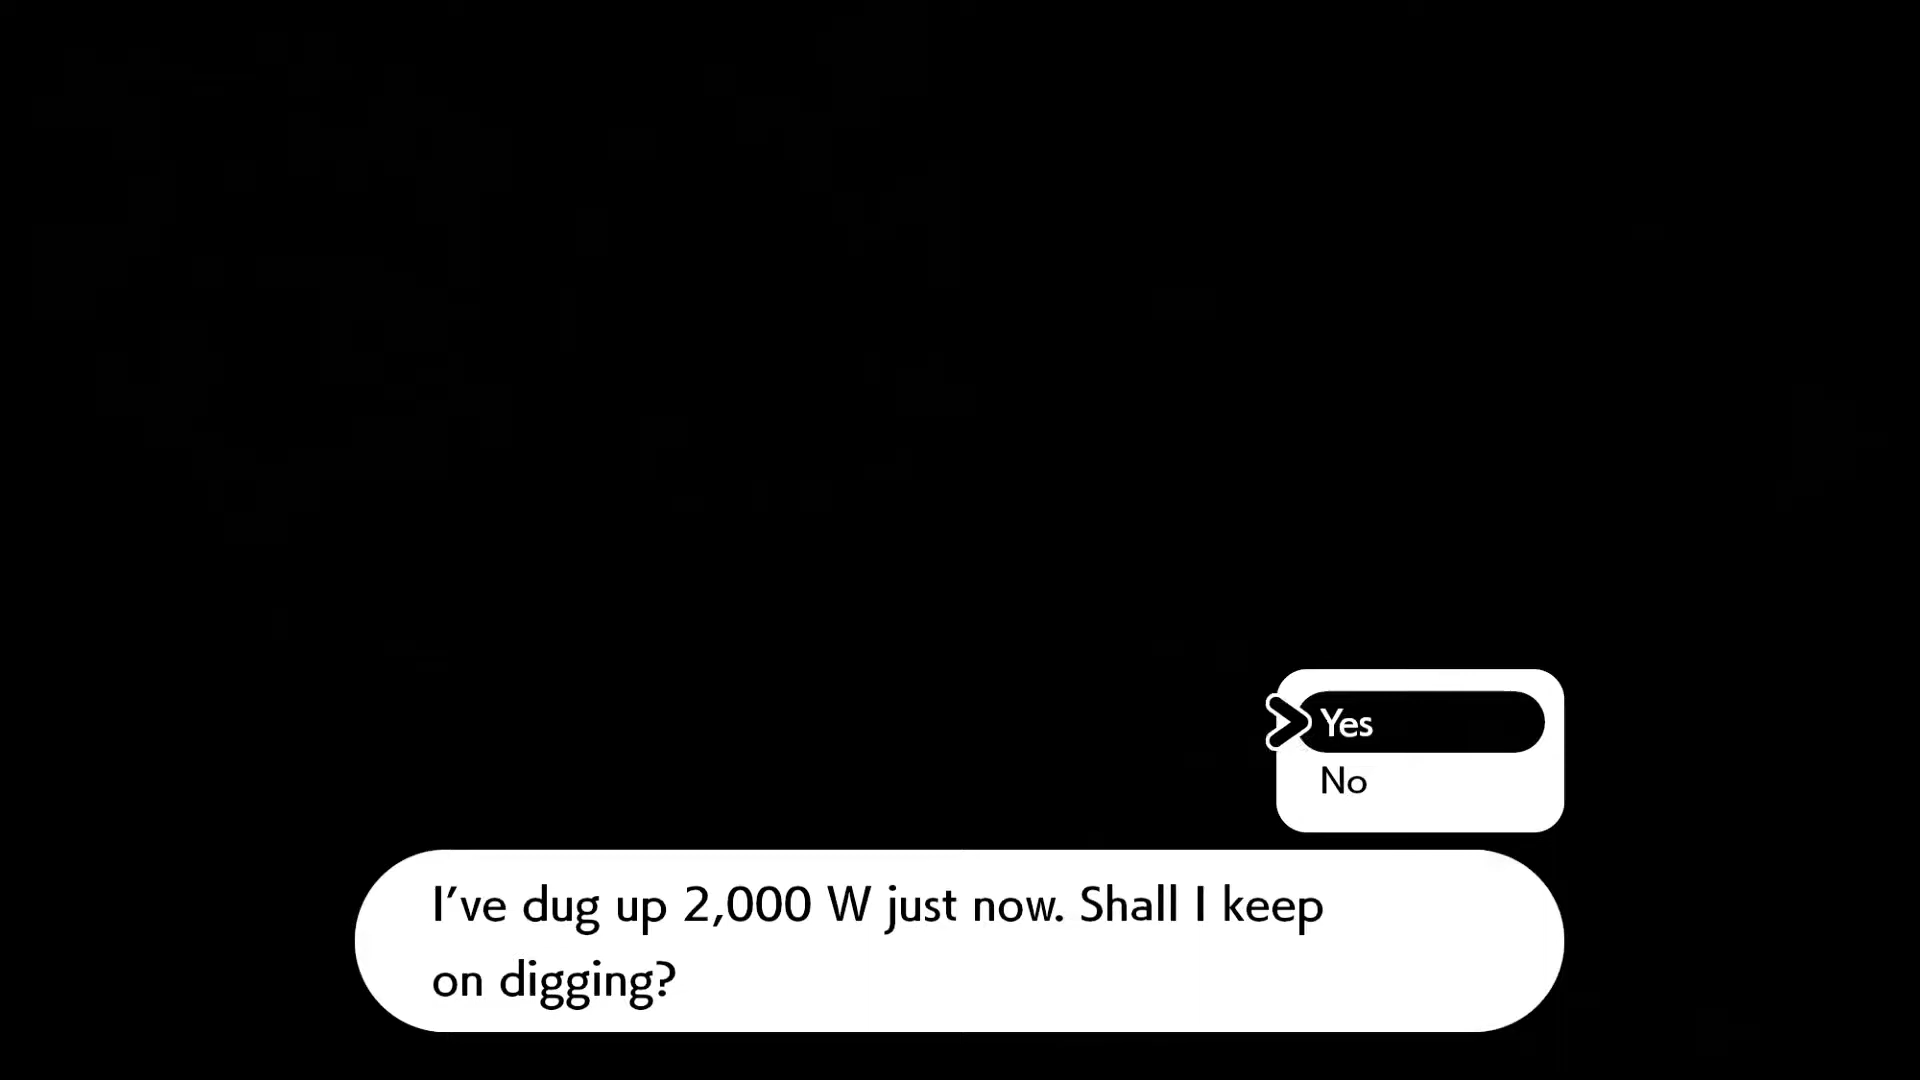 Yes
No
I've dug up 2,000 W just now. Shall I keep
on digging?